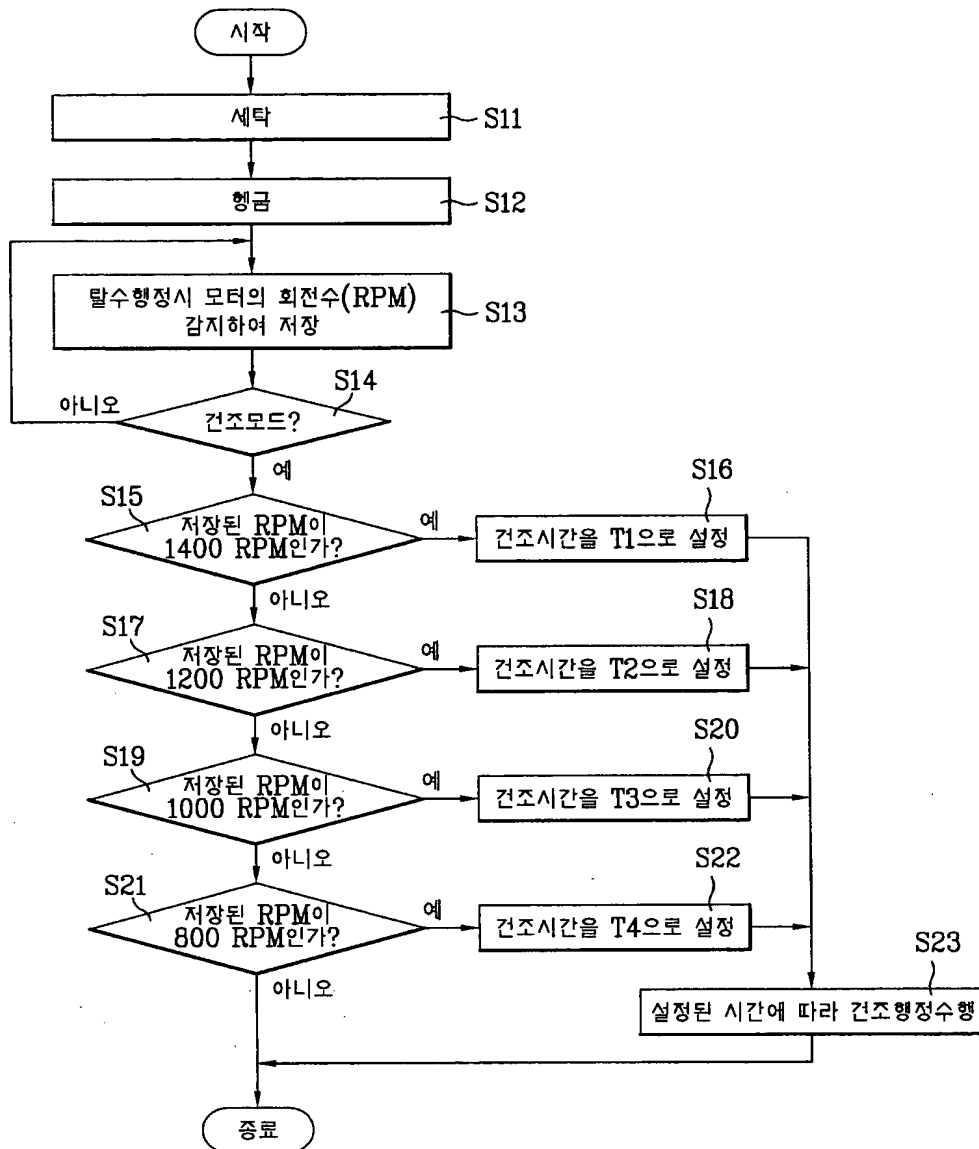 시작
세탁
S11
헹굼
S12
탈수행정시 모터의 회전수(RPM)
감지하여 저장
S13
S14
아니오
건조모드?
예
S15
저장된 RPM이
1400 RPM인가?
예
S16
건조시간을 T1으로 설정
아니오
S17
저장된 RPM이
1200 RPM인가?
예
S18
건조시간을 T2으로 설정
아니오
S19
저장된 RPM이
1000 RPM인가?
예
S20
건조시간을 T3으로 설정
아니오
S21
저장된 RPM이
800 RPM인가?
예
S22
건조시간을 T4으로 설정
아니오
S23
설정된 시간에 따라 건조행정수행
종료